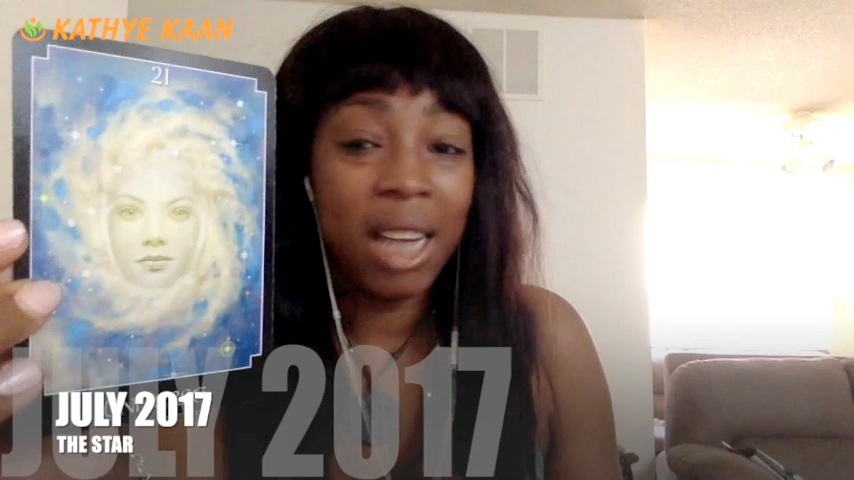 KATHYE KAAN
21
JULY 2017
JULY 2017
THE STAR